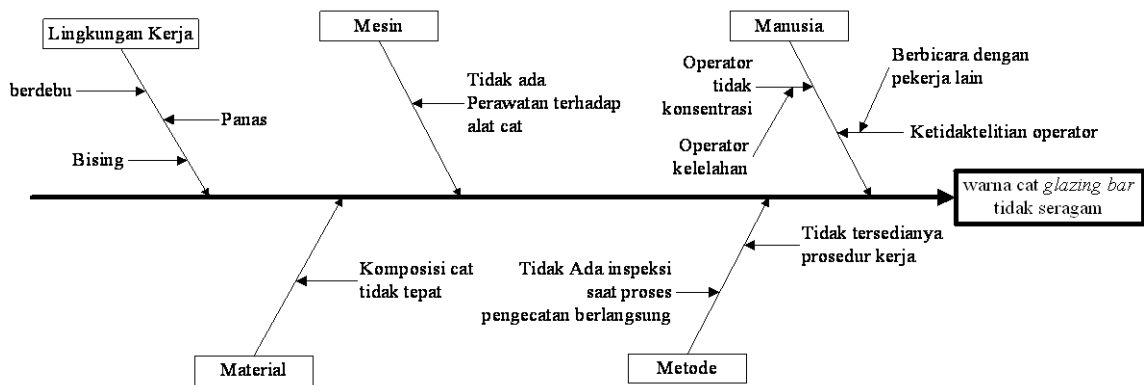 Lingkungan Kerja
Mesin
Manusia
berdebu
Panas
Bising
Tidak ada
Perawatan terhadap
alat cat
Operator
tidak
konsentrasi
Operator
kelelahan
Berbicara dengan
pekerja lain
Ketidaktelitian operator
warna cat glazing bar
tidak seragam
Komposisi cat
tidak tepat
Tidak Ada inspeksi
saat proses
pengecatan berlangsung
Tidak tersedianya
prosedur kerja
Material
Metode